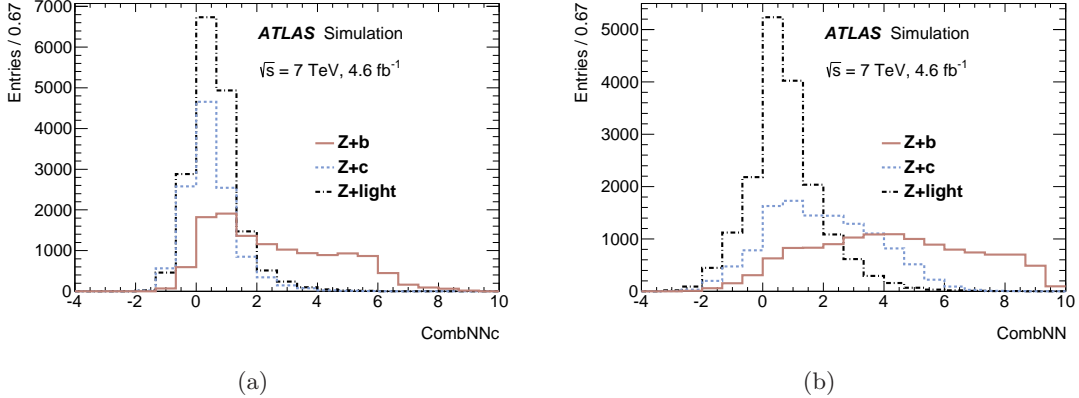 Entries / 0.67
7000
6000
5000
4000
3000
2000
1000
0
ATLAS Simulation
√s = 7 TeV, 4.6 fb⁻¹
Z+b
Z+c
Z+light
-4 -2 0 2 4 6 8 10
CombNNc
(a)
Entries / 0.67
5000
4000
3000
2000
1000
0
ATLAS Simulation
√s = 7 TeV, 4.6 fb⁻¹
Z+b
Z+c
Z+light
-4 -2 0 2 4 6 8 10
CombNN
(b)